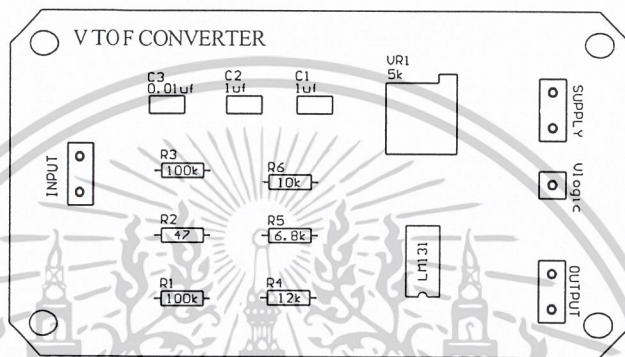 V TO F CONVERTER
C3
0.01uf
C2
1uf
C1
1uf
VR1
5k
SUPPLY
INPUT
R3
100k
R6
10k
VLogic
R2
47
R5
6.8k
LM131
R1
100k
R4
12k
OUTPUT